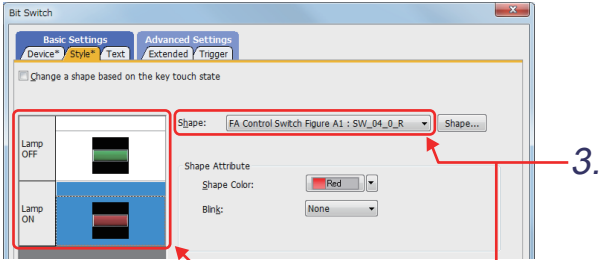 Bit Switch
Basic Settings Advanced Settings
Device* Style* Text Extended Trigger
Change a shape based on the key touch state
Shape: FA Control Switch Figure A1 : SW_04_0_R Shape...
Lamp
OFF
3.
Shape Attribute
Shape Color: Red
Lamp
ON
Blink: None